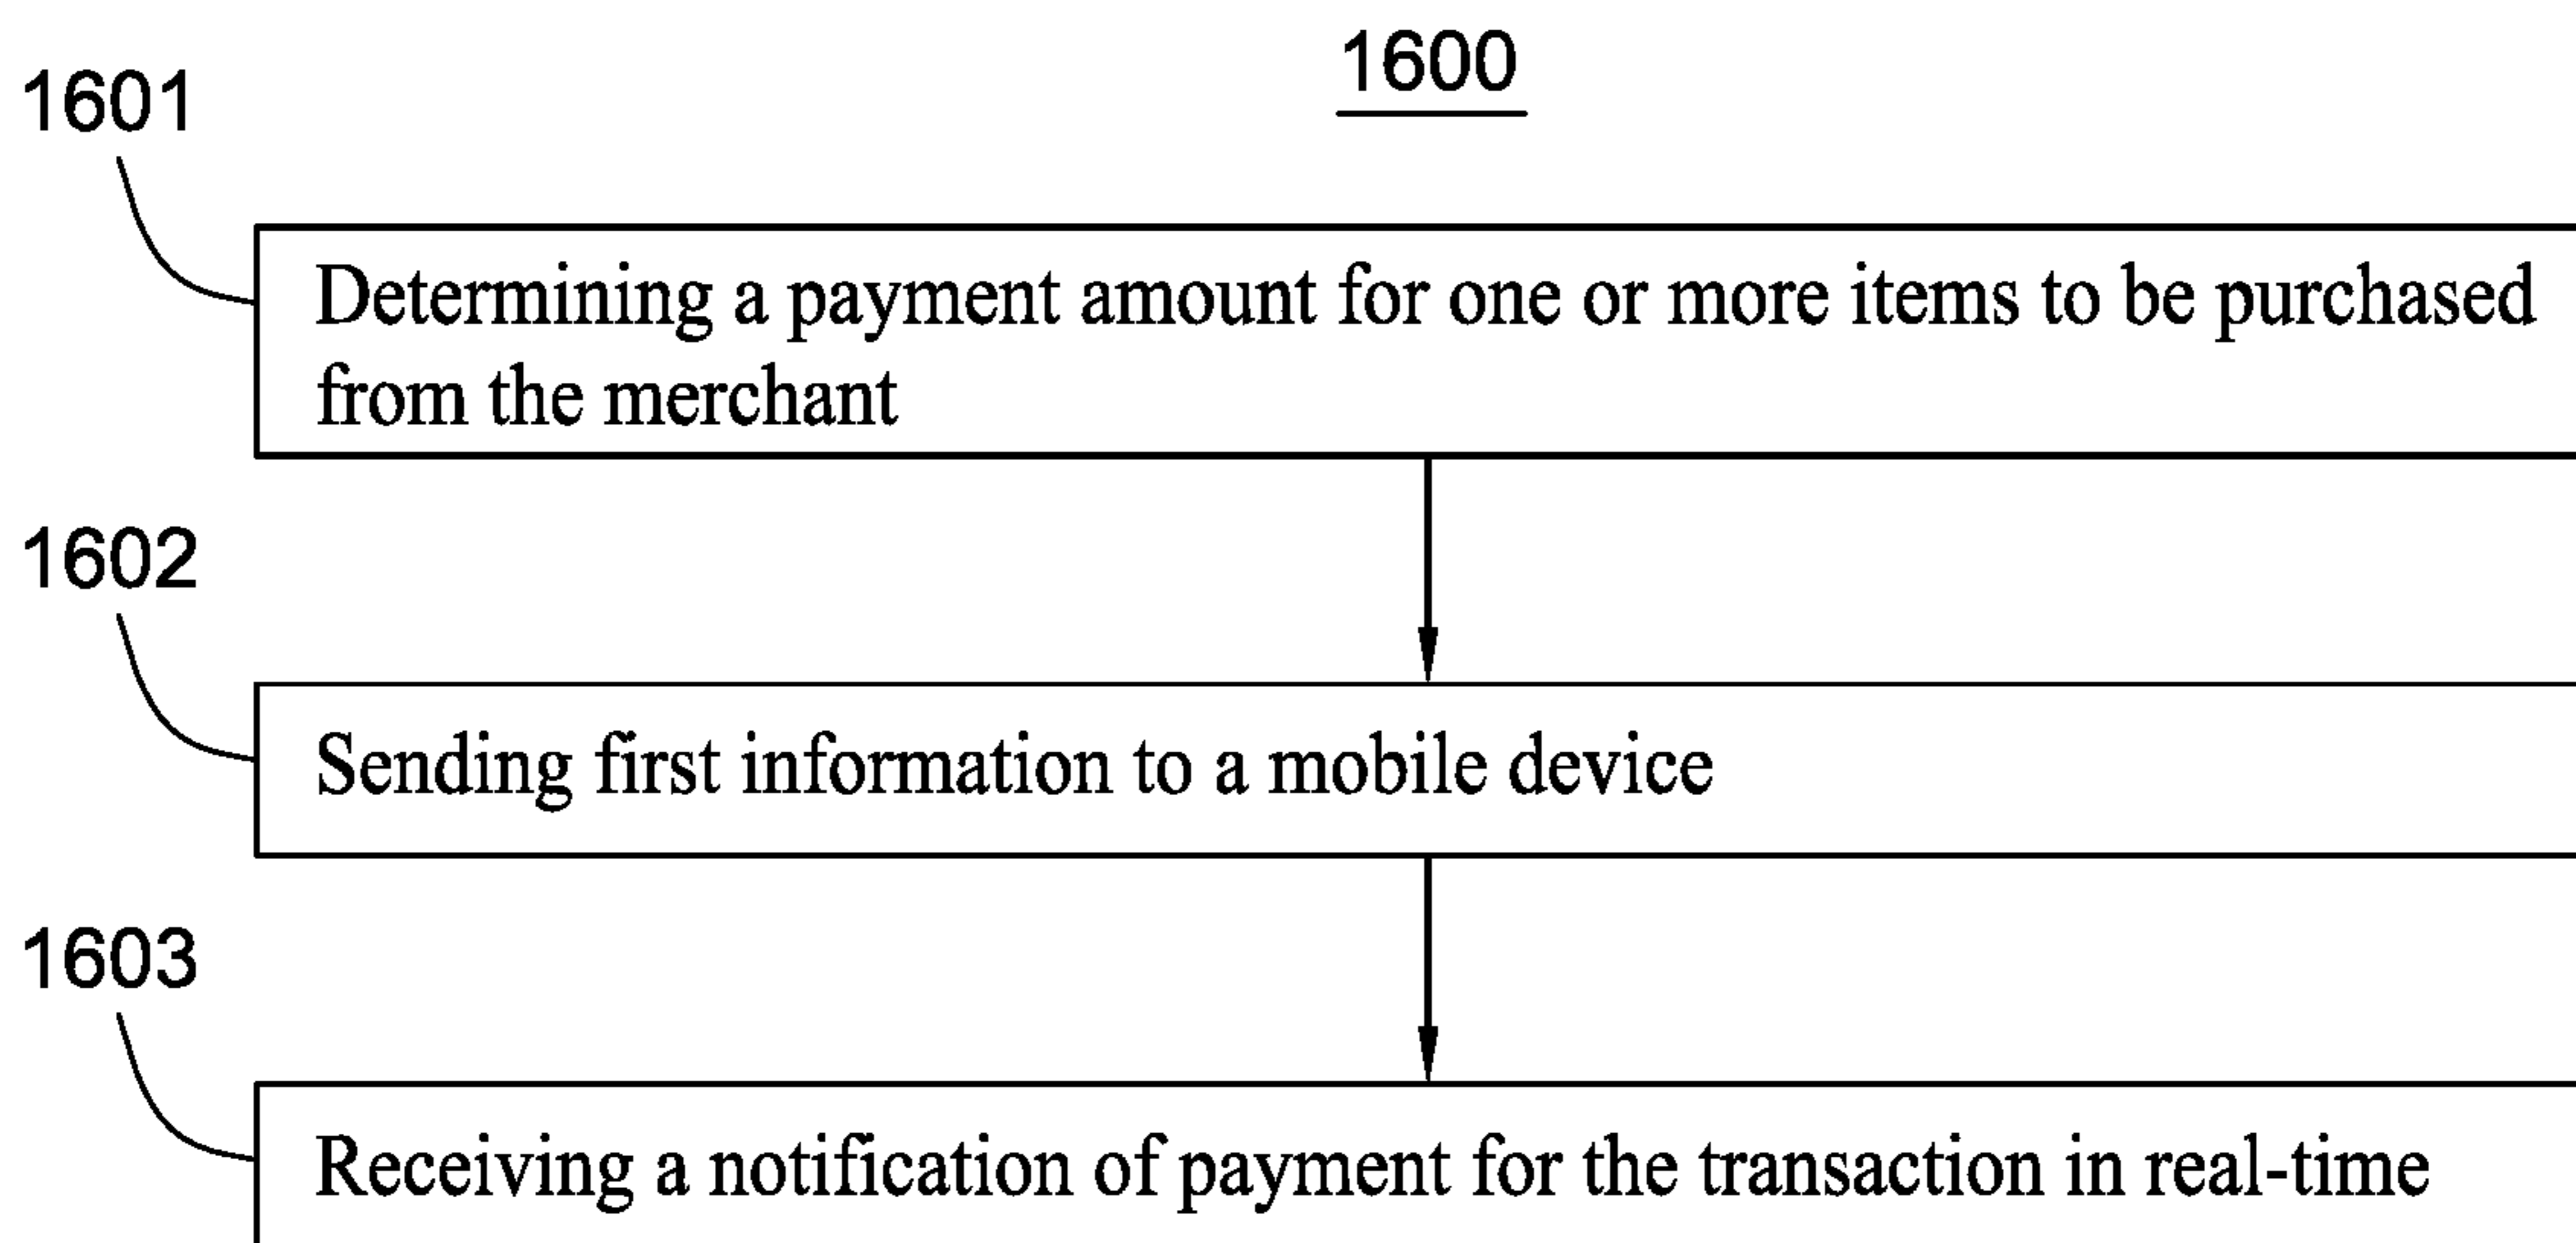 1600
1601
Determining a payment amount for one or more items to be purchased
from the merchant
1602
Sending first information to a mobile device
1603
Receiving a notification of payment for the transaction in real-time